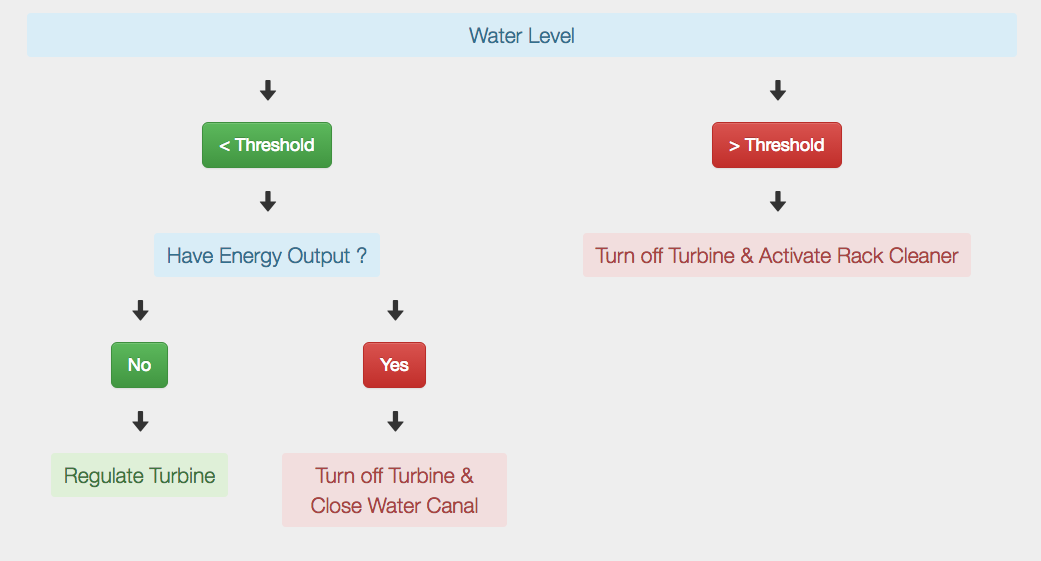 Water Level
< Threshold
> Threshold
Have Energy Output ?
Turn off Turbine & Activate Rack Cleaner
No
Yes
Regulate Turbine
Turn off Turbine &
Close Water Canal